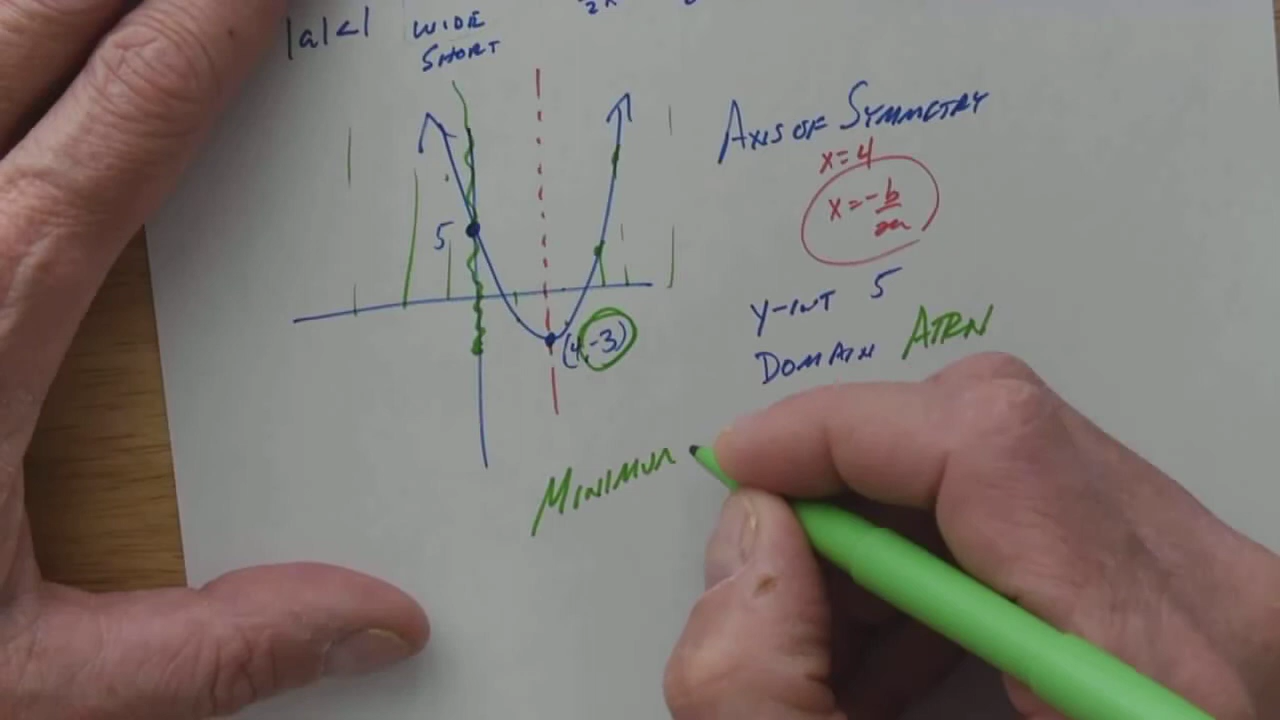 |a|<1
WIDE
SHORT
AXIS OF SYMMETRY
x=4
x=-b/2a
5
Y-INT 5
(4,-3)
DOMAIN ATRN
MINIMUM